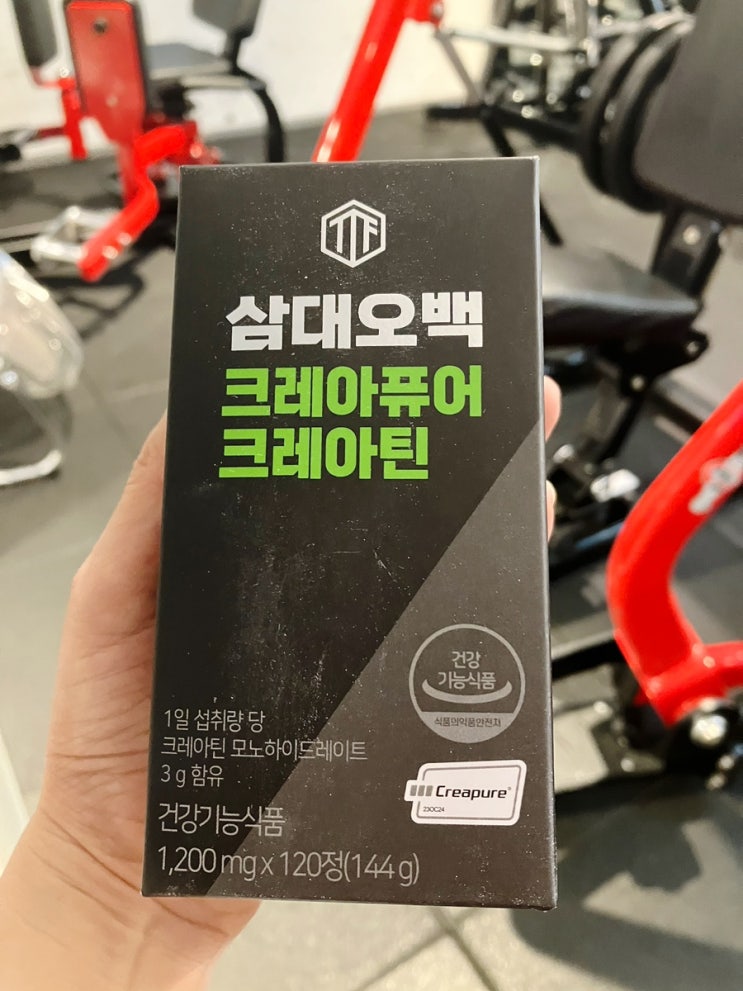 TTF
삼대오백
크레아퓨어
크레아틴
건강
기능식품
식품의약품안전처
1일 섭취량 당
크레아틴 모노하이드레이트
3 g 함유
Creapure®
230C24
건강기능식품
1,200 mg x 120정(144 g)